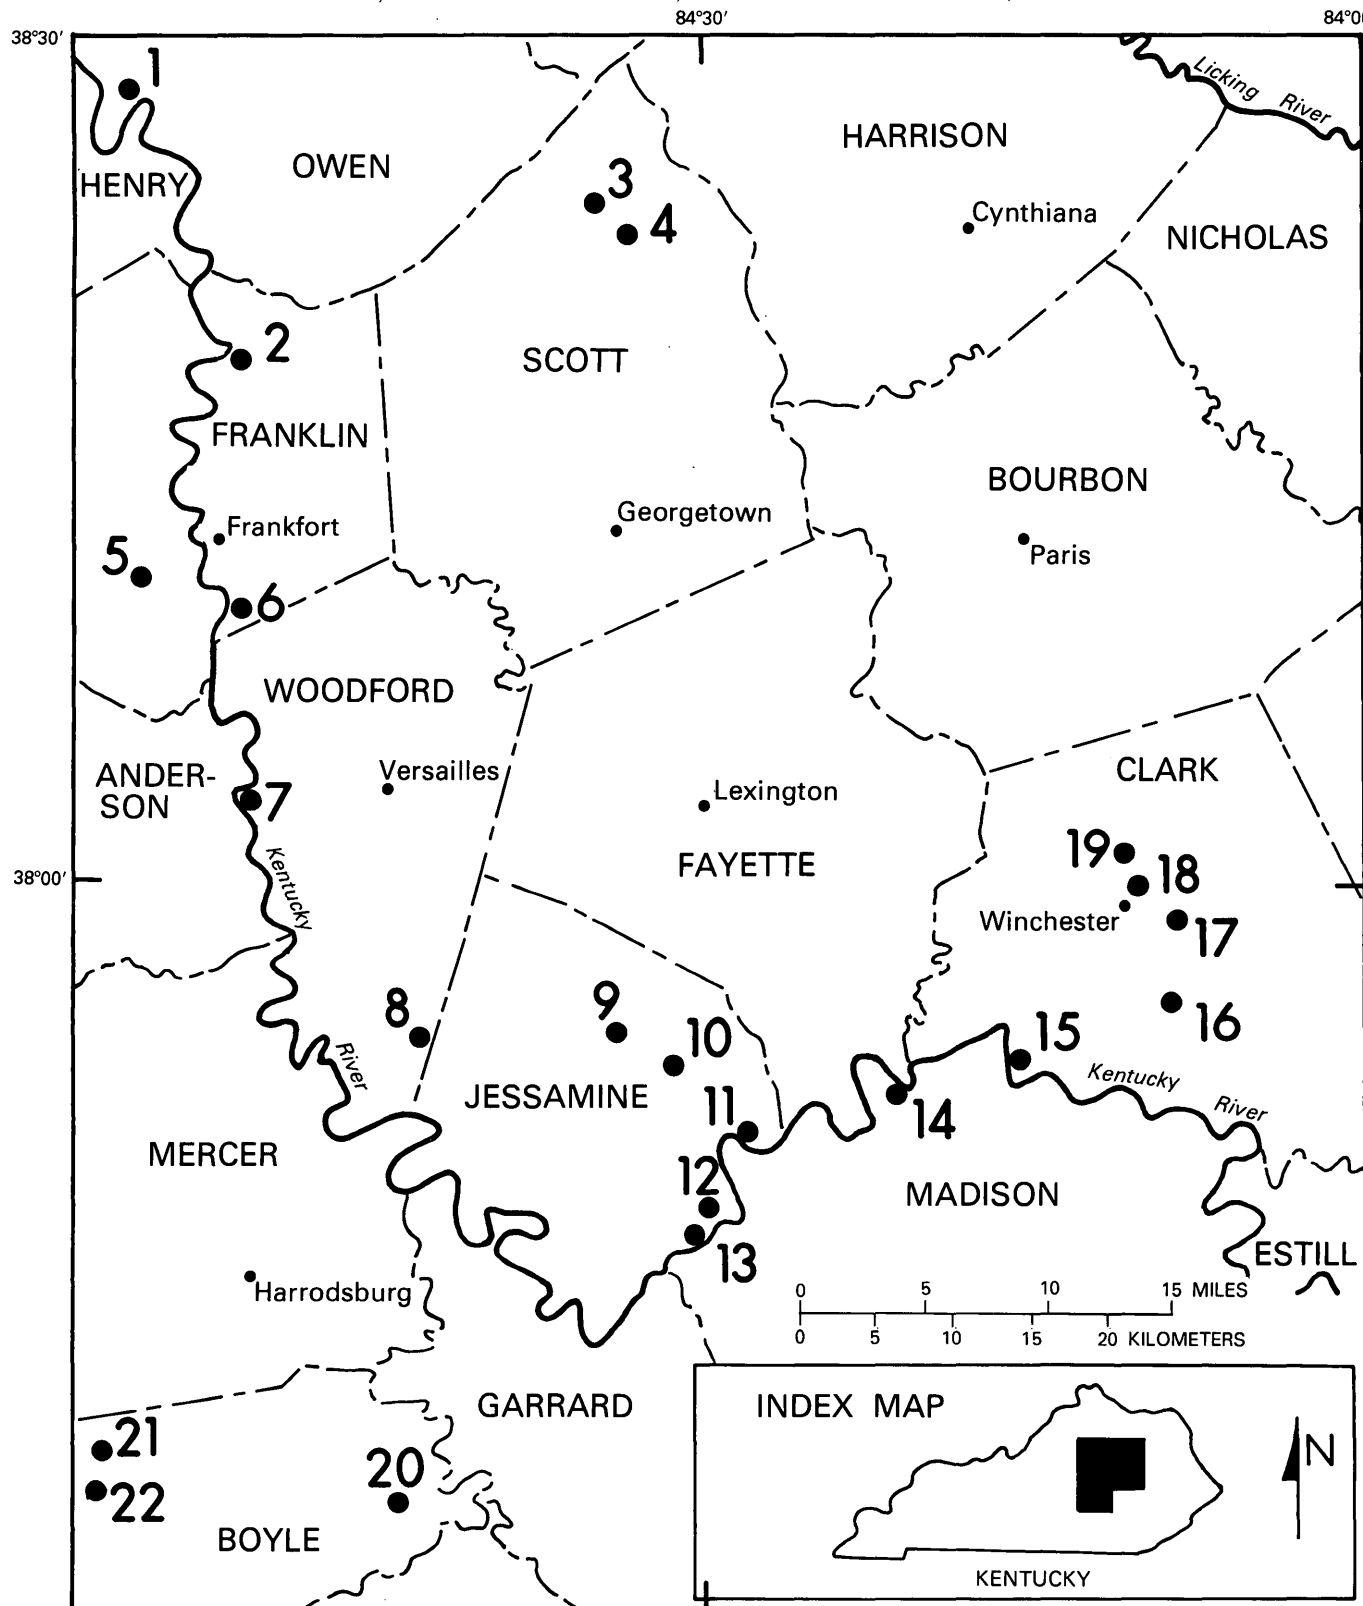 84°30'
84°00
38°30'
1
Licking River
HARRISON
OWEN
3
HENRY
Cynthiana
4
NICHOLAS
2
SCOTT
FRANKLIN
BOURBON
Georgetown
Frankfort
5
Paris
6
WOODFORD
Versailles
CLARK
ANDER-
SON
Lexington
7
19
FAYETTE
38°00'
18
Kentucky
Winchester
17
8
9
16
10
15
River
Kentucky
JESSAMINE
11
River
14
MERCER
12
MADISON
13
ESTILL
Harrodsburg
0 5 10 15 MILES
0 5 10 15 20 KILOMETERS
GARRARD
INDEX MAP
21
N
20
22
BOYLE
KENTUCKY